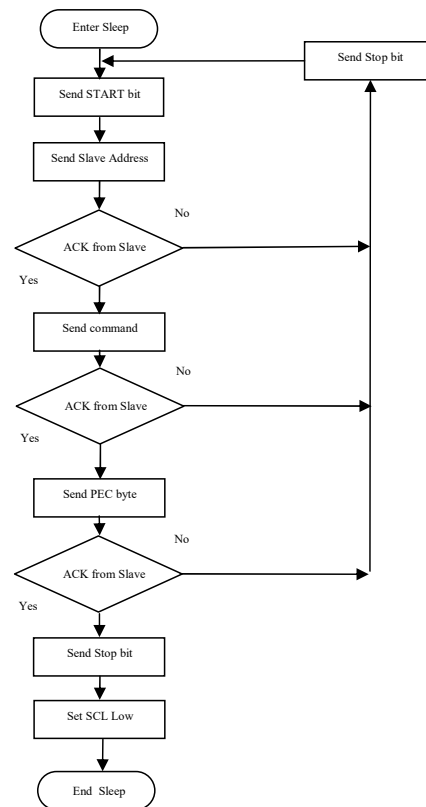 Enter Sleep
Send Stop bit
Send START bit
Send Slave Address
No
ACK from Slave
Yes
Send command
No
ACK from Slave
Yes
Send PEC byte
No
ACK from Slave
Yes
Send Stop bit
Set SCL Low
End Sleep